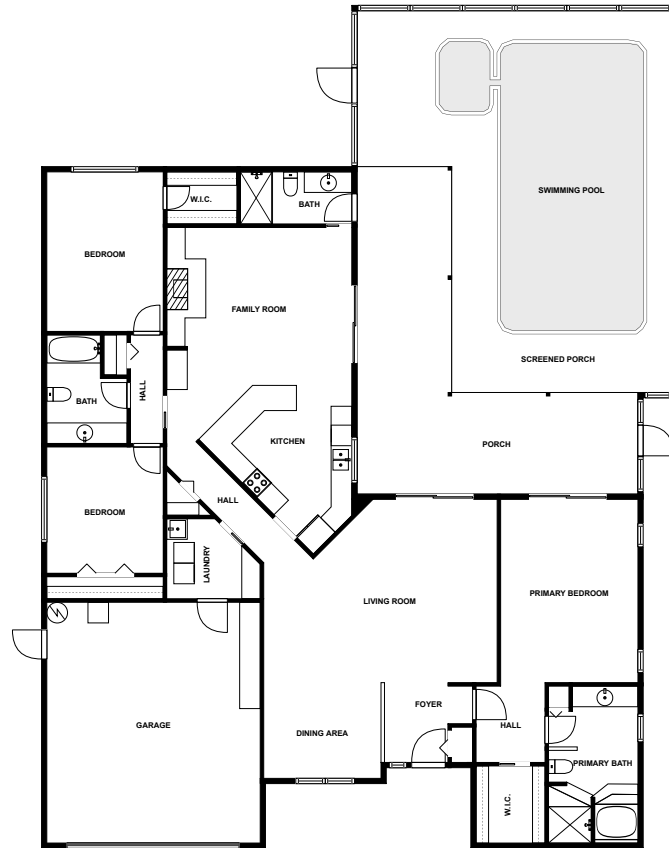 SWIMMING POOL
W.I.C.
BATH
BEDROOM
FAMILY ROOM
SCREENED PORCH
HALL
BATH
KITCHEN
PORCH
HALL
BEDROOM
LAUNDRY
PRIMARY BEDROOM
LIVING ROOM
FOYER
GARAGE
HALL
DINING AREA
PRIMARY BATH
W.I.C.